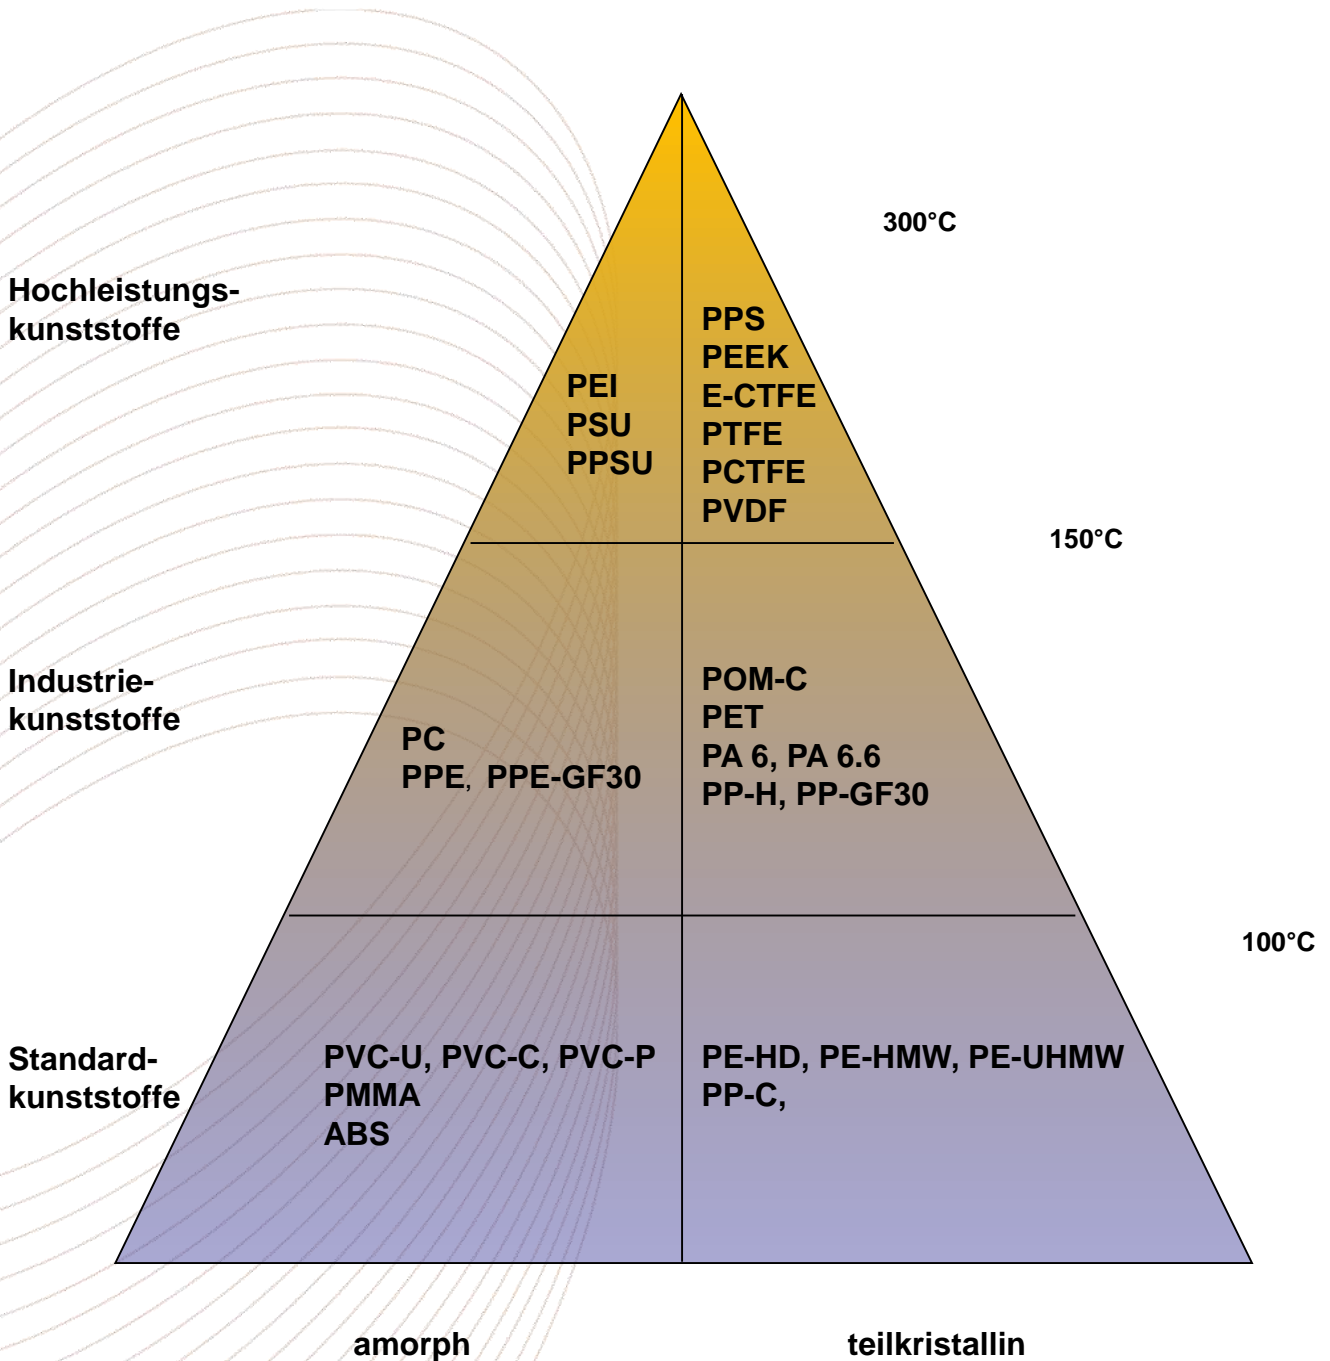 300°C
Hochleistungs-
kunststoffe
PPS
PEEK
E-CTFE
PTFE
PCTFE
PVDF
PEI
PSU
PPSU
150°C
Industrie-
kunststoffe
POM-C
PET
PA 6, PA 6.6
PP-H, PP-GF30
PC
PPE, PPE-GF30
100°C
Standard-
kunststoffe
PVC-U, PVC-C, PVC-P
PMMA
ABS
PE-HD, PE-HMW, PE-UHMW
PP-C,
amorph
teilkristallin